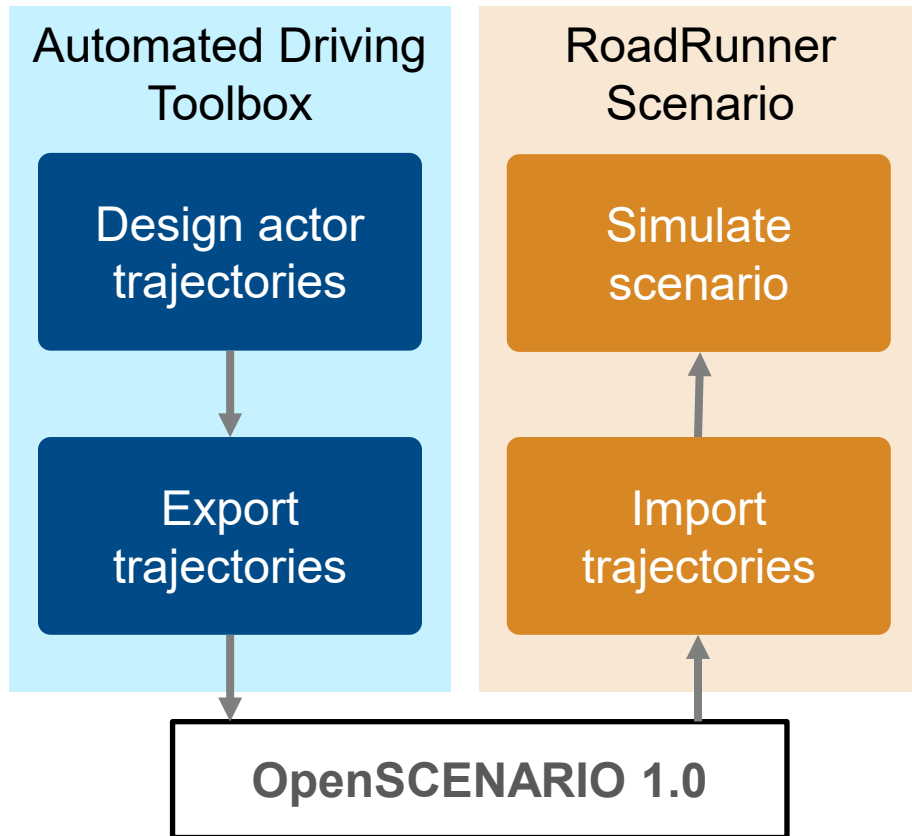 Automated Driving
Toolbox
Design actor
trajectories
Export
trajectories
RoadRunner
Scenario
Simulate
scenario
Import
trajectories
OpenSCENARIO 1.0